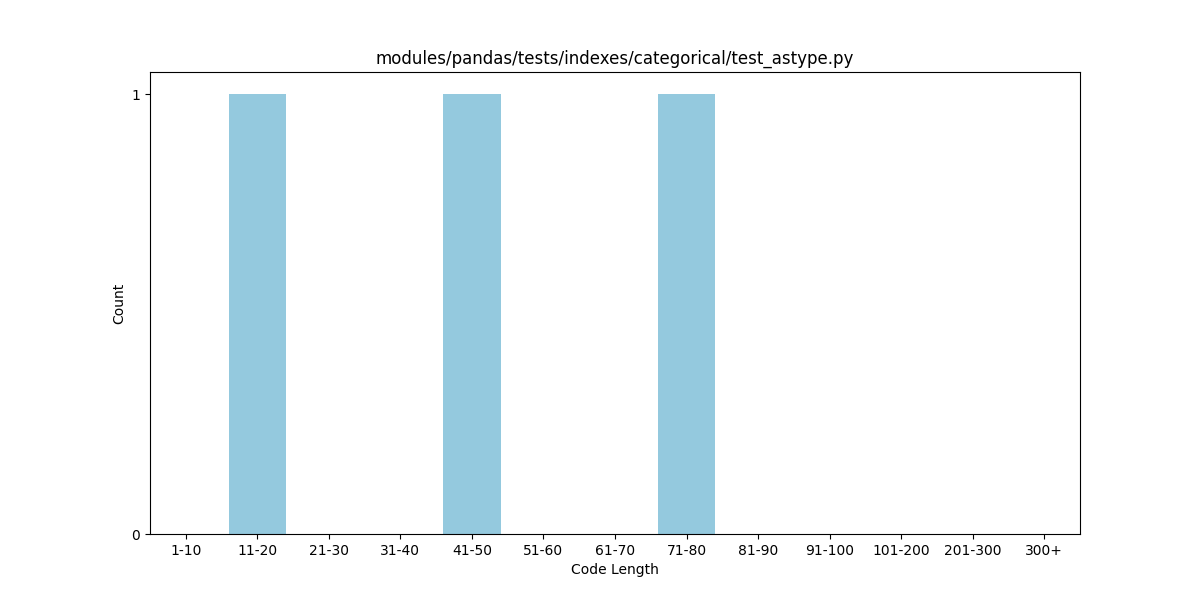 modules/pandas/tests/indexes/categorical/test_astype.py
1
Count
0
1-10 11-20 21-30 31-40 41-50 51-60 61-70 71-80 81-90 91-100 101-200 201-300 300+
Code Length